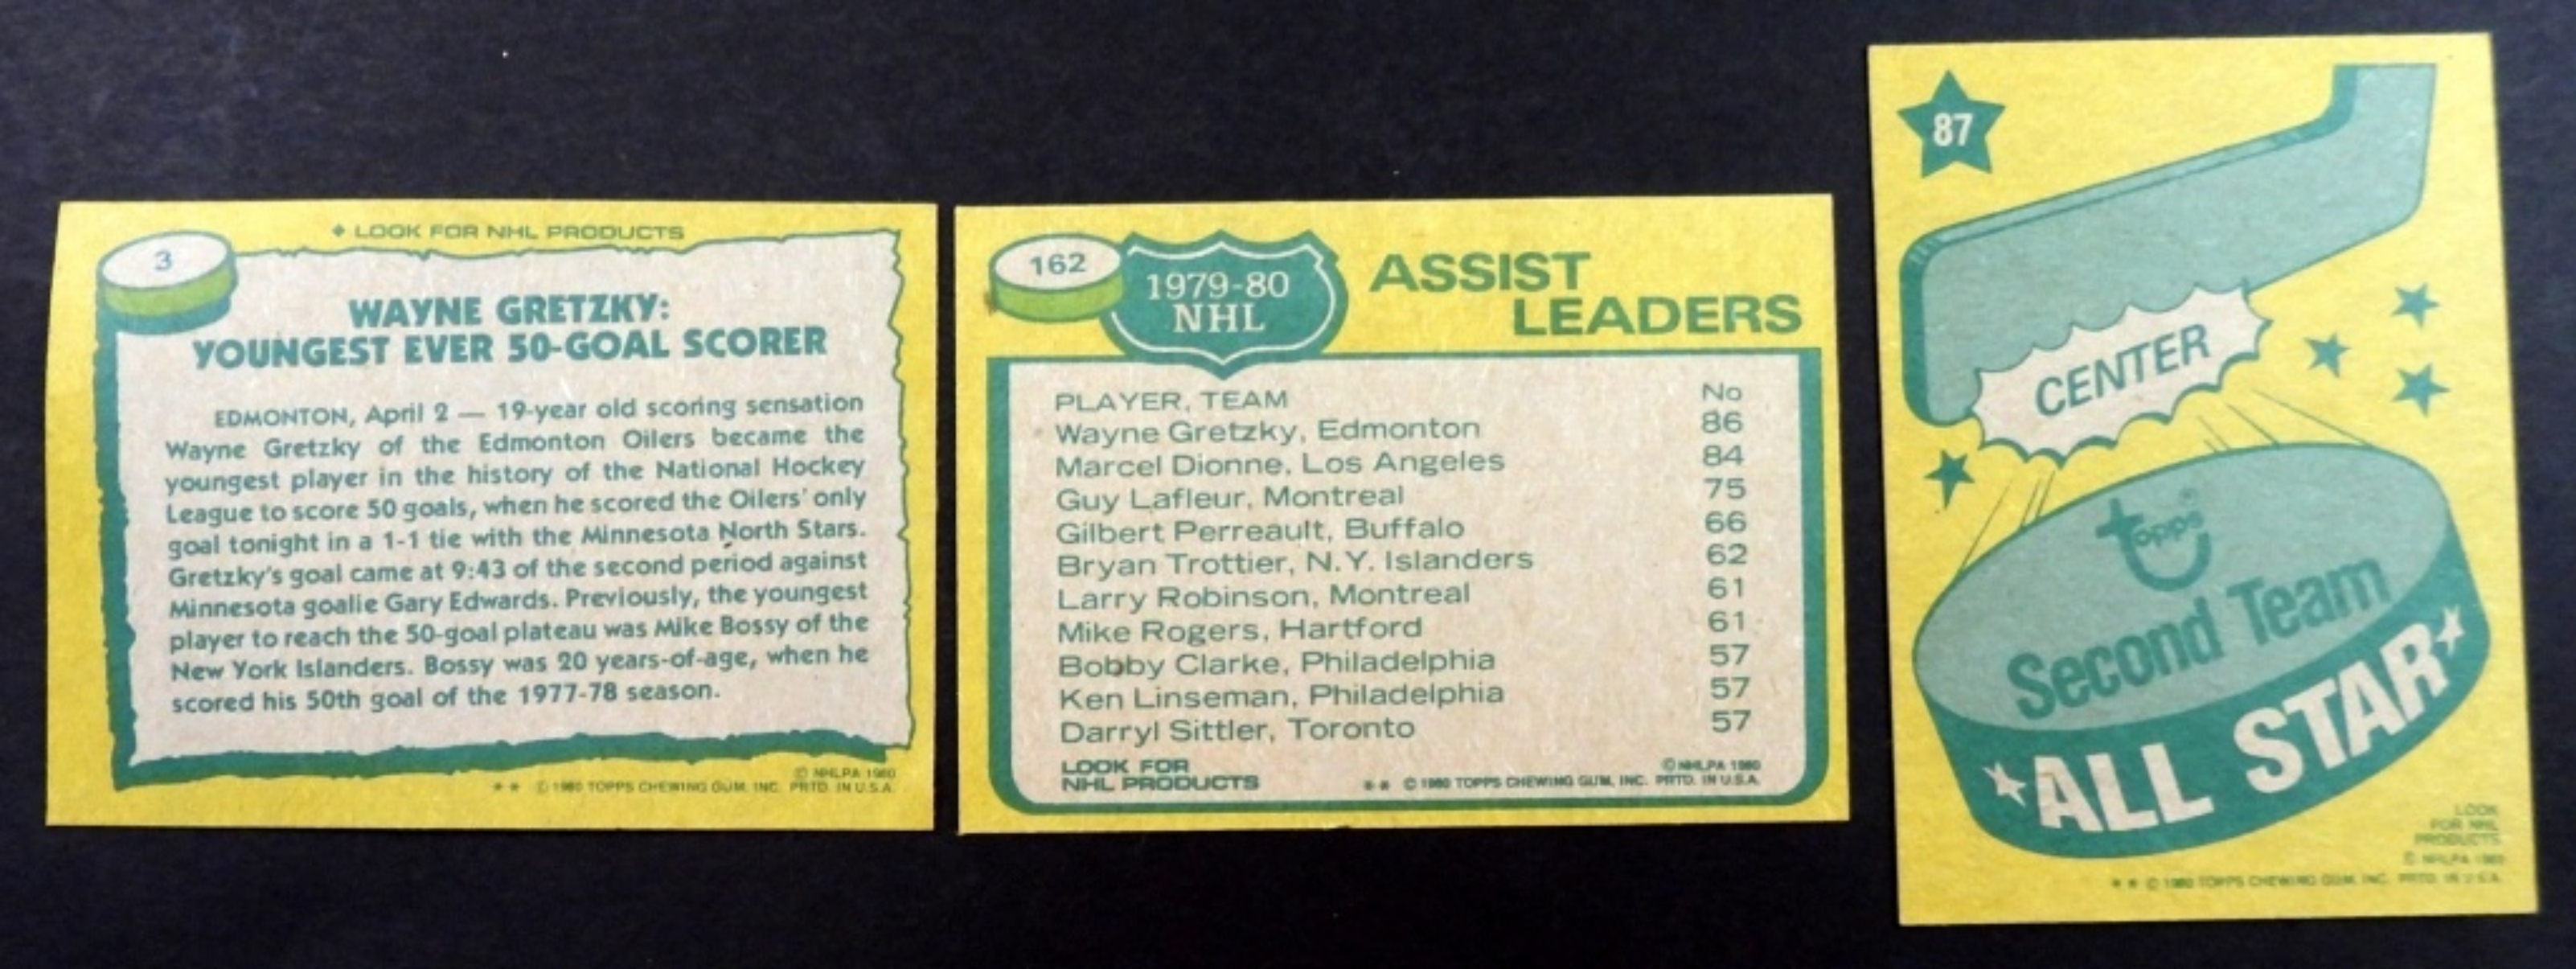 3
◆ LOOK FOR NHL PRODUCTS
WAYNE GRETZKY:
YOUNGEST EVER 50-GOAL SCORER
EDMONTON, April 2 — 19-year old scoring sensation
Wayne Gretzky of the Edmonton Oilers became the
youngest player in the history of the National Hockey
League to score 50 goals, when he scored the Oilers' only
goal tonight in a 1-1 tie with the Minnesota North Stars.
Gretzky's goal came at 9:43 of the second period against
Minnesota goalie Gary Edwards. Previously, the youngest
player to reach the 50-goal plateau was Mike Bossy of the
New York Islanders. Bossy was 20 years-of-age, when he
scored his 50th goal of the 1977-78 season.
© NHLPA 1980
* * © 1980 TOPPS CHEWING GUM, INC. PRTD. IN U.S.A.
162
1979-80
NHL
ASSIST
LEADERS
PLAYER, TEAM No
Wayne Gretzky, Edmonton 86
Marcel Dionne, Los Angeles 84
Guy Lafleur, Montreal 75
Gilbert Perreault, Buffalo 66
Bryan Trottier, N.Y. Islanders 62
Larry Robinson, Montreal 61
Mike Rogers, Hartford 61
Bobby Clarke, Philadelphia 57
Ken Linseman, Philadelphia 57
Darryl Sittler, Toronto 57
LOOK FOR
NHL PRODUCTS
© NHLPA 1980
* * © 1980 TOPPS CHEWING GUM, INC. PRTD. IN U.S.A.
87
CENTER
topps®
Second Team
ALL STAR
LOOK
FOR NHL
PRODUCTS
© NHLPA 1980
* * © 1980 TOPPS CHEWING GUM, INC. PRTD. IN U.S.A.